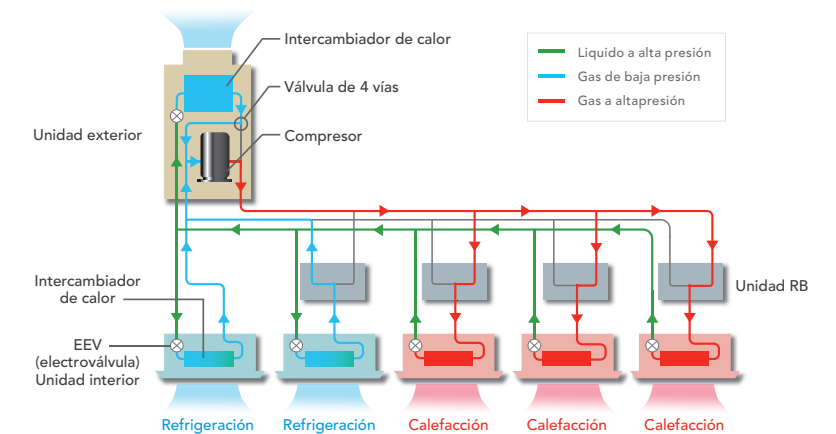 Intercambiador de calor
Válvula de 4 vías
Unidad exterior
Compresor
Liquido a alta presión
Gas de baja presión
Gas a altapresión
Intercambiador
de calor
Unidad RB
EEV
(electroválvula)
Unidad interior
Refrigeración
Refrigeración
Calefacción
Calefacción
Calefacción